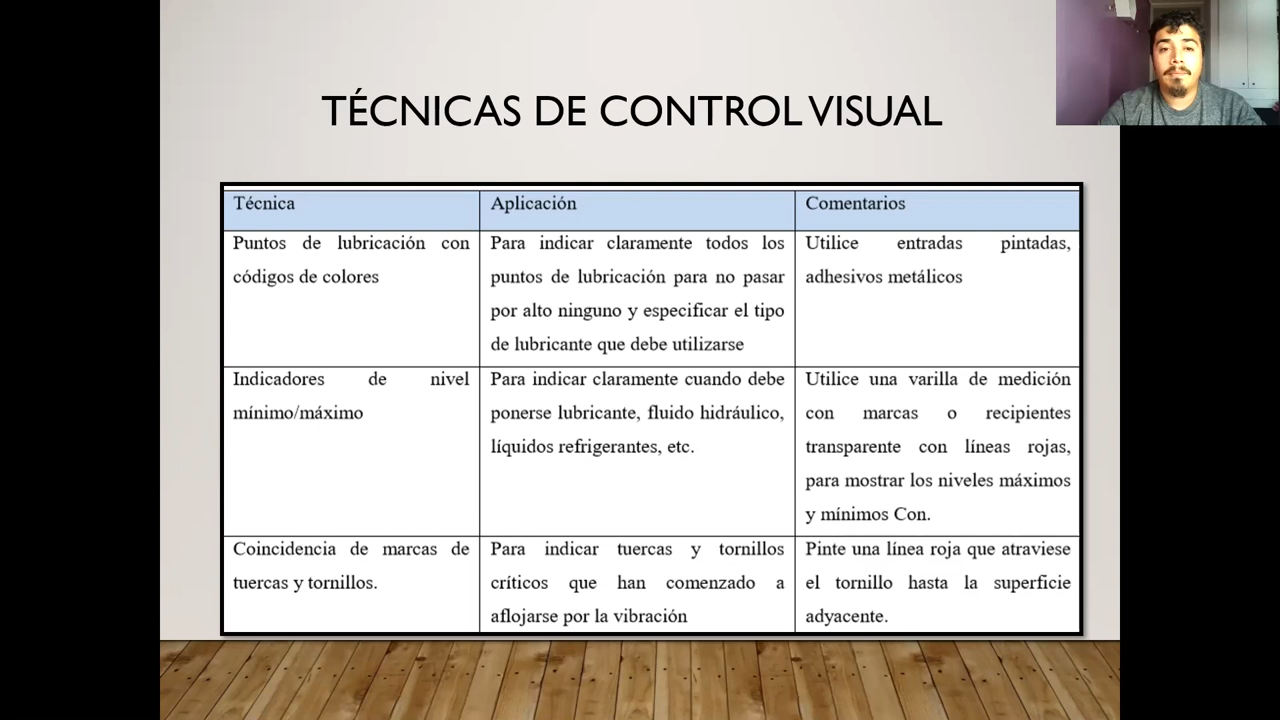 TÉCNICAS DE CONTROL VISUAL
Técnica
Aplicación
Comentarios
Puntos de lubricación con
códigos de colores
Para indicar claramente todos los
puntos de lubricación para no pasar
por alto ninguno y especificar el tipo
de lubricante que debe utilizarse
Utilice entradas pintadas,
adhesivos metálicos
Indicadores de nivel
mínimo/máximo
Para indicar claramente cuando debe
ponerse lubricante, fluido hidráulico,
líquidos refrigerantes, etc.
Utilice una varilla de medición
con marcas o recipientes
transparente con líneas rojas,
para mostrar los niveles máximos
y mínimos Con.
Coincidencia de marcas de
tuercas y tornillos.
Para indicar tuercas y tornillos
críticos que han comenzado a
aflojarse por la vibración
Pinte una línea roja que atraviese
el tornillo hasta la superficie
adyacente.